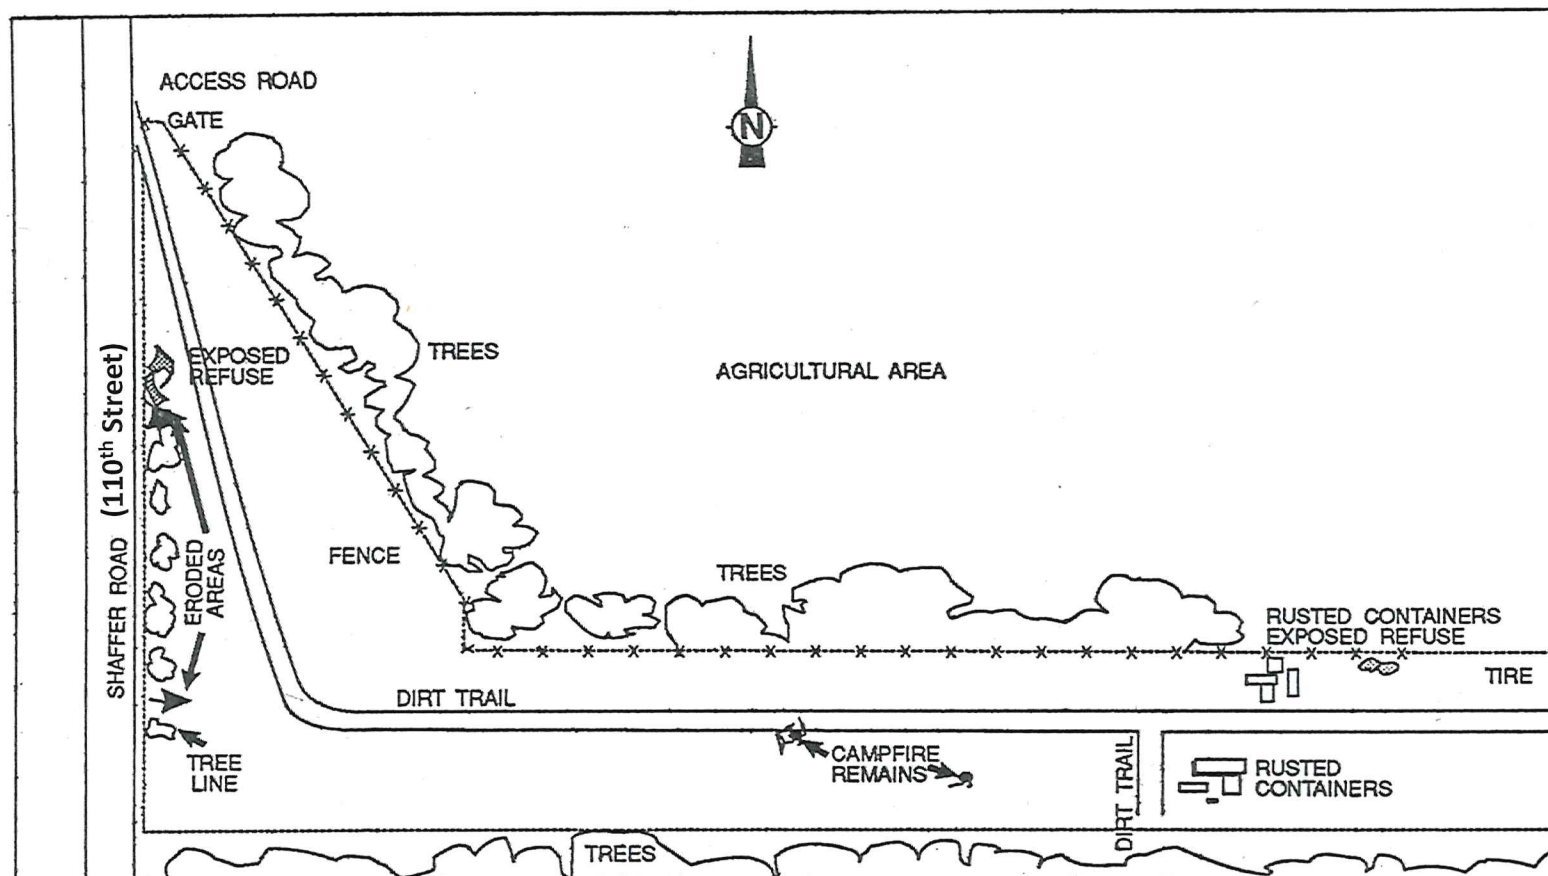 ACCESS ROAD
GATE
N
EXPOSED
REFUSE
TREES
AGRICULTURAL AREA
SHAFFER ROAD (110th Street)
ERODED
AREAS
FENCE
TREES
RUSTED CONTAINERS
EXPOSED REFUSE
TIRE
DIRT TRAIL
TREE
LINE
CAMPFIRE
REMAINS
DIRT TRAIL
RUSTED
CONTAINERS
TREES